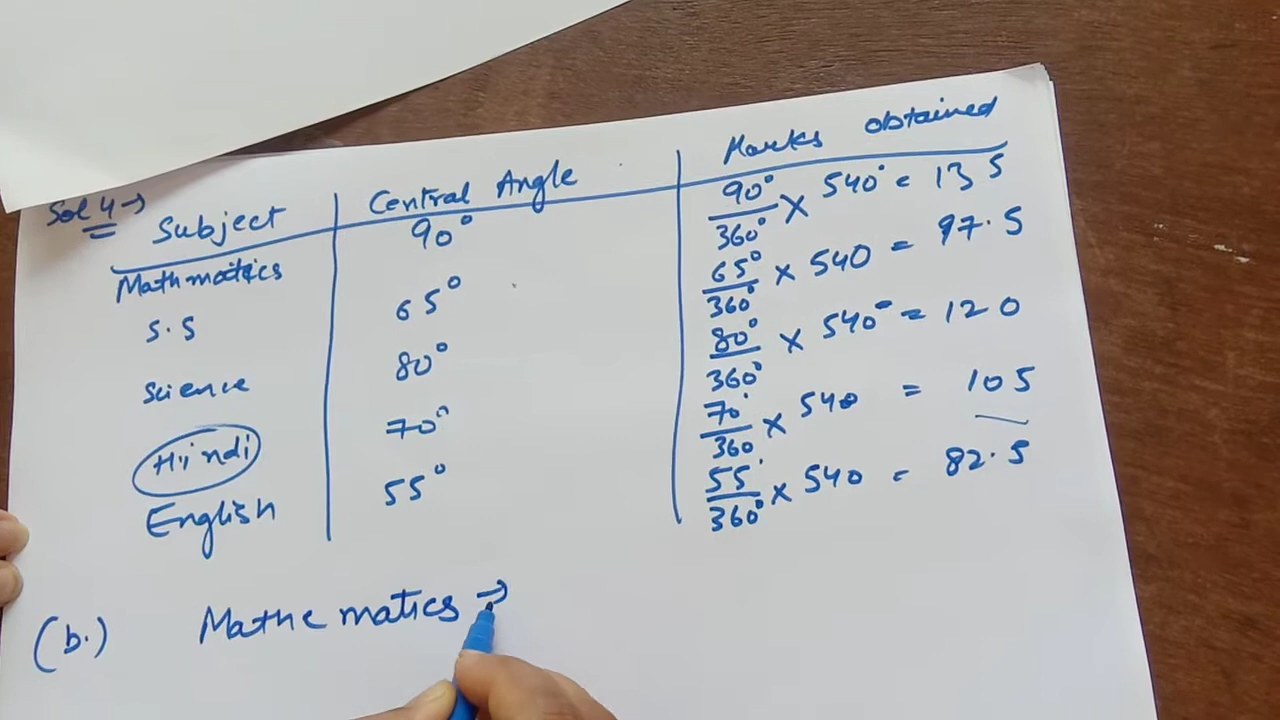 Sol 4→ Subject Central Angle Marks obtained
Mathmatics 90° 90°/360° × 540° = 135
S.S 65° 65°/360° × 540 = 97.5
Science 80° 80°/360° × 540° = 120
Hindi 70° 70°/360 × 540 = 105
English 55° 55°/360° × 540 = 82.5
(b.) Mathematics →